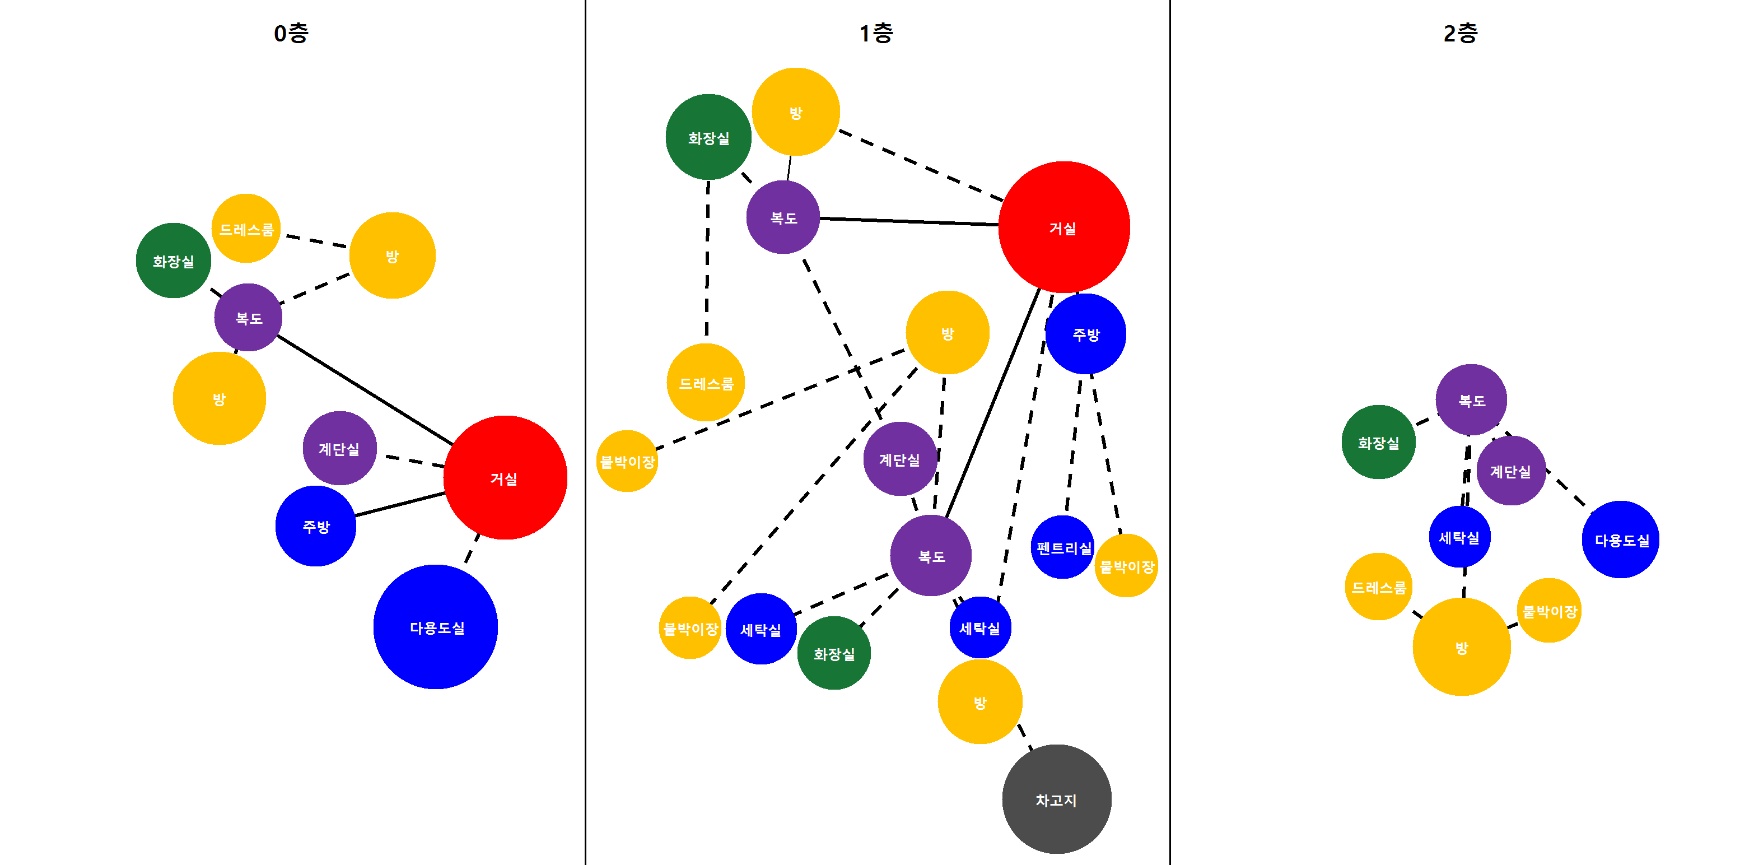 0층
드레스룸
방
화장실
복도
방
계단실
거실
주방
다용도실
1층
방
화장실
복도
거실
방
주방
드레스룸
붙박이장
계단실
복도
펜트리실
붙박이장
붙박이장
세탁실
화장실
세탁실
방
차고지
2층
복도
화장실
계단실
세탁실
다용도실
드레스룸
붙박이장
방